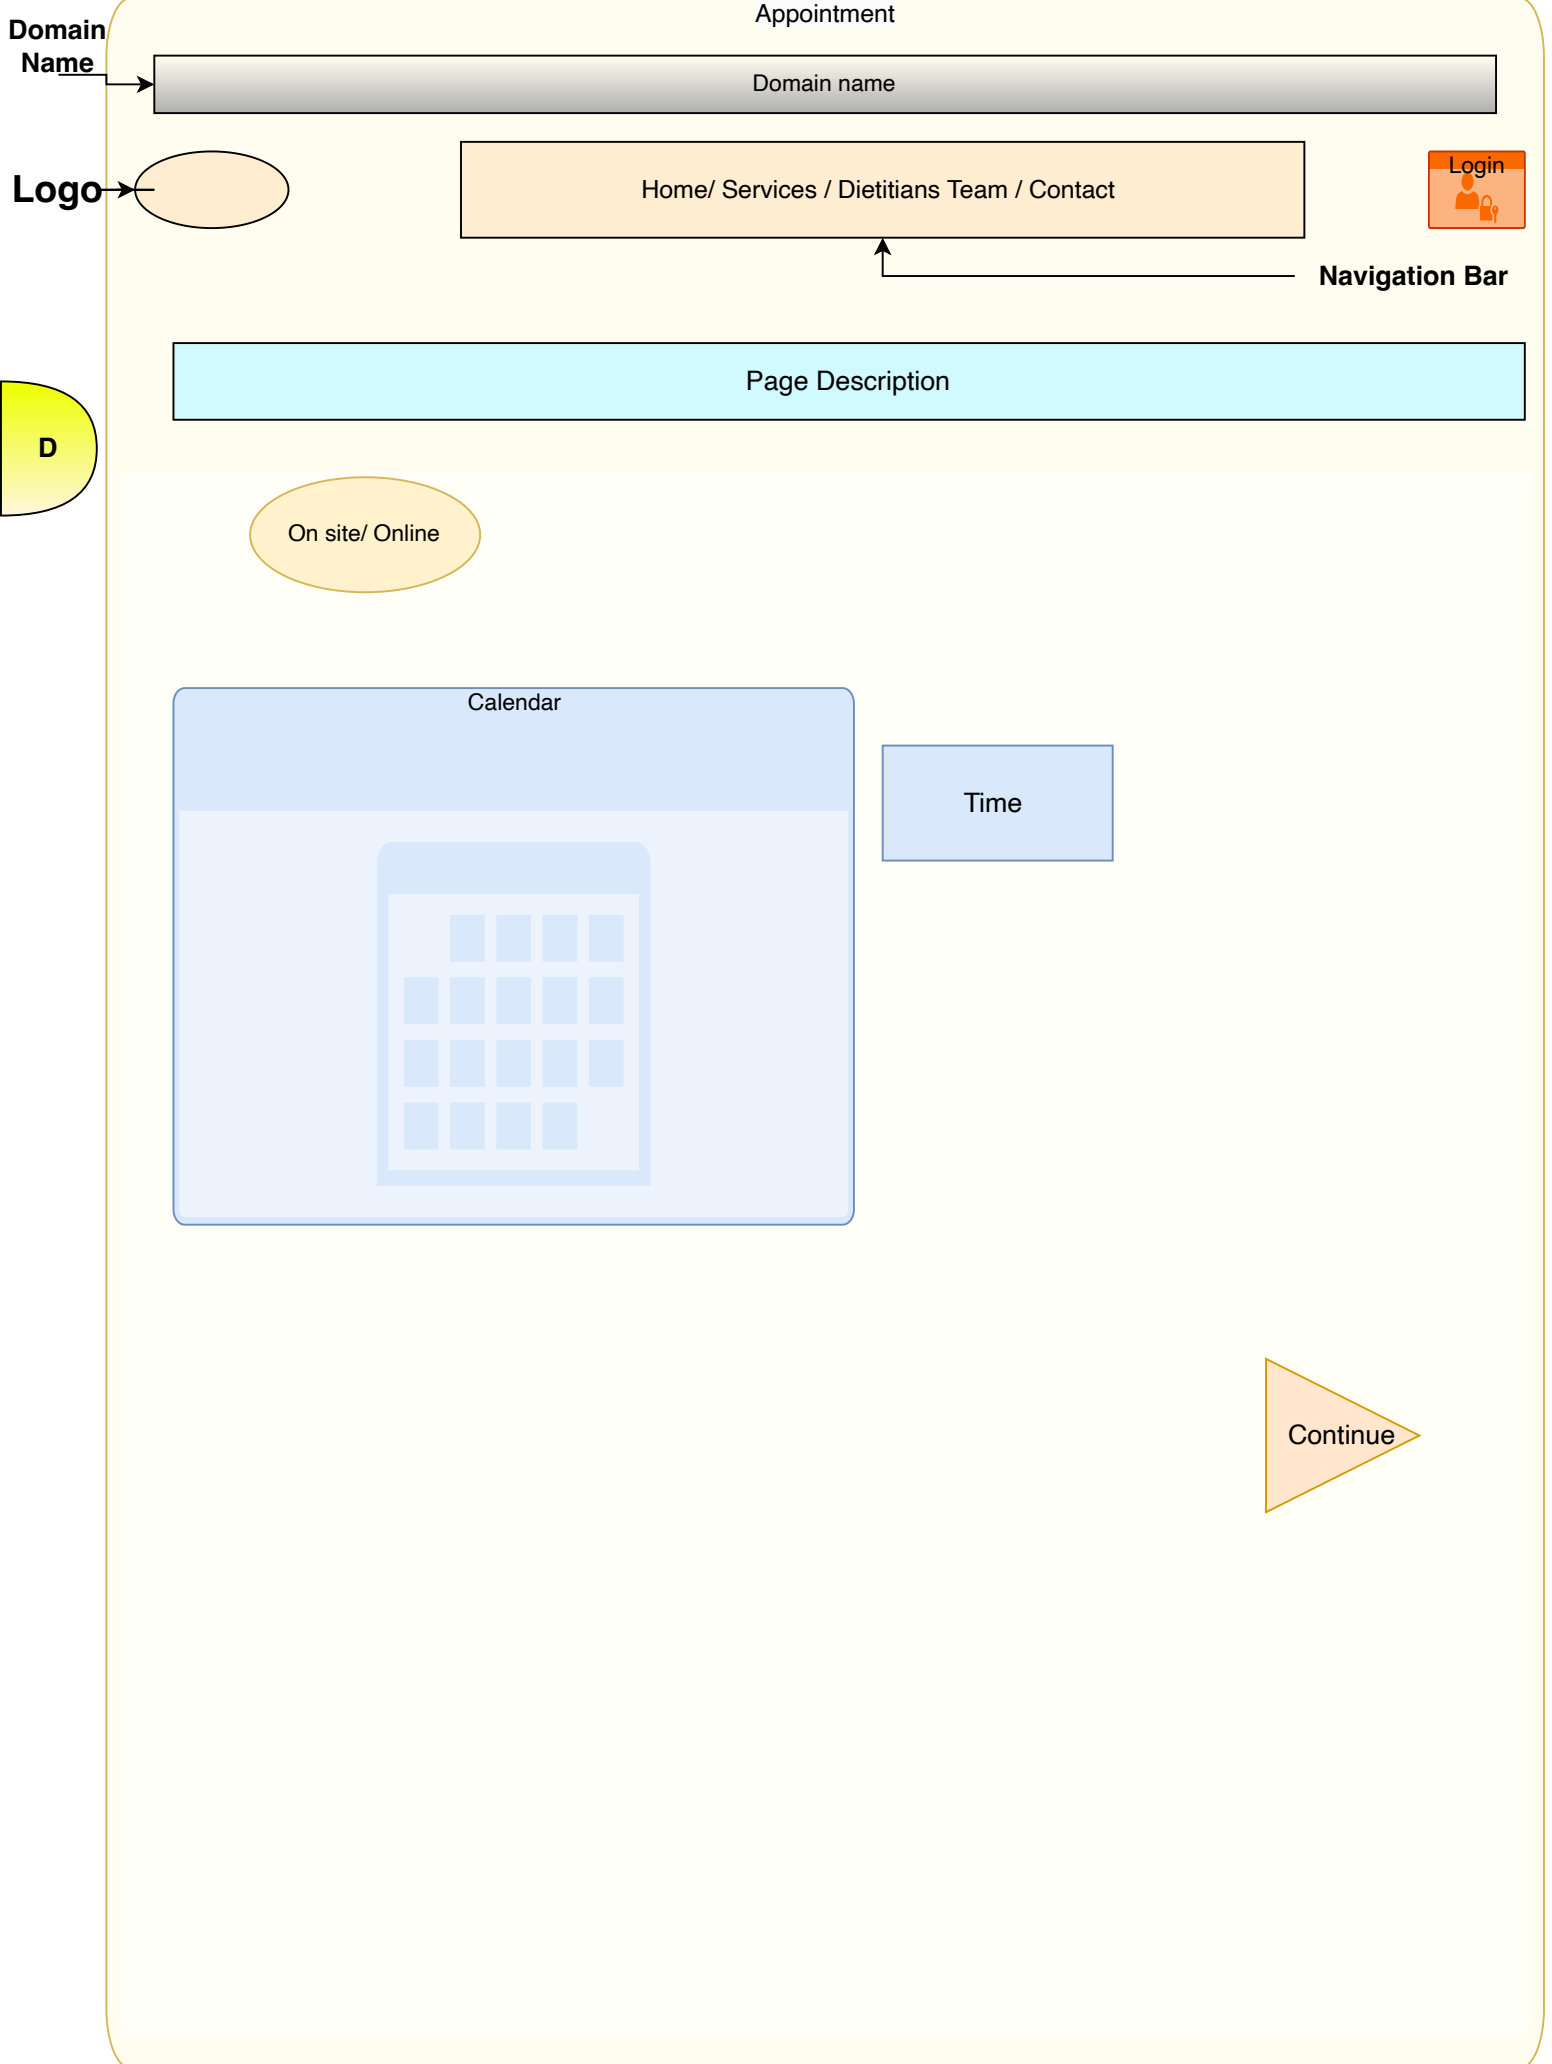 Appointment
Domain
Name
Domain name
Logo
Home/ Services / Dietitians Team / Contact
Login
Navigation Bar
Page Description
D
On site/ Online
Calendar
Time
Continue